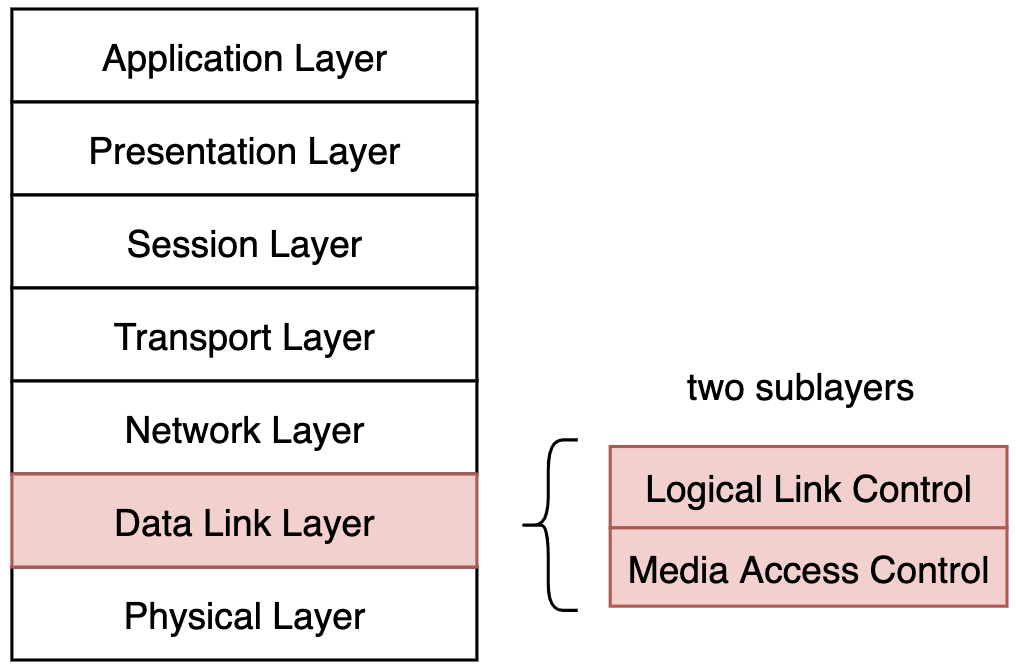 Application Layer
Presentation Layer
Session Layer
Transport Layer
Network Layer
Data Link Layer
Physical Layer
two sublayers
Logical Link Control
Media Access Control